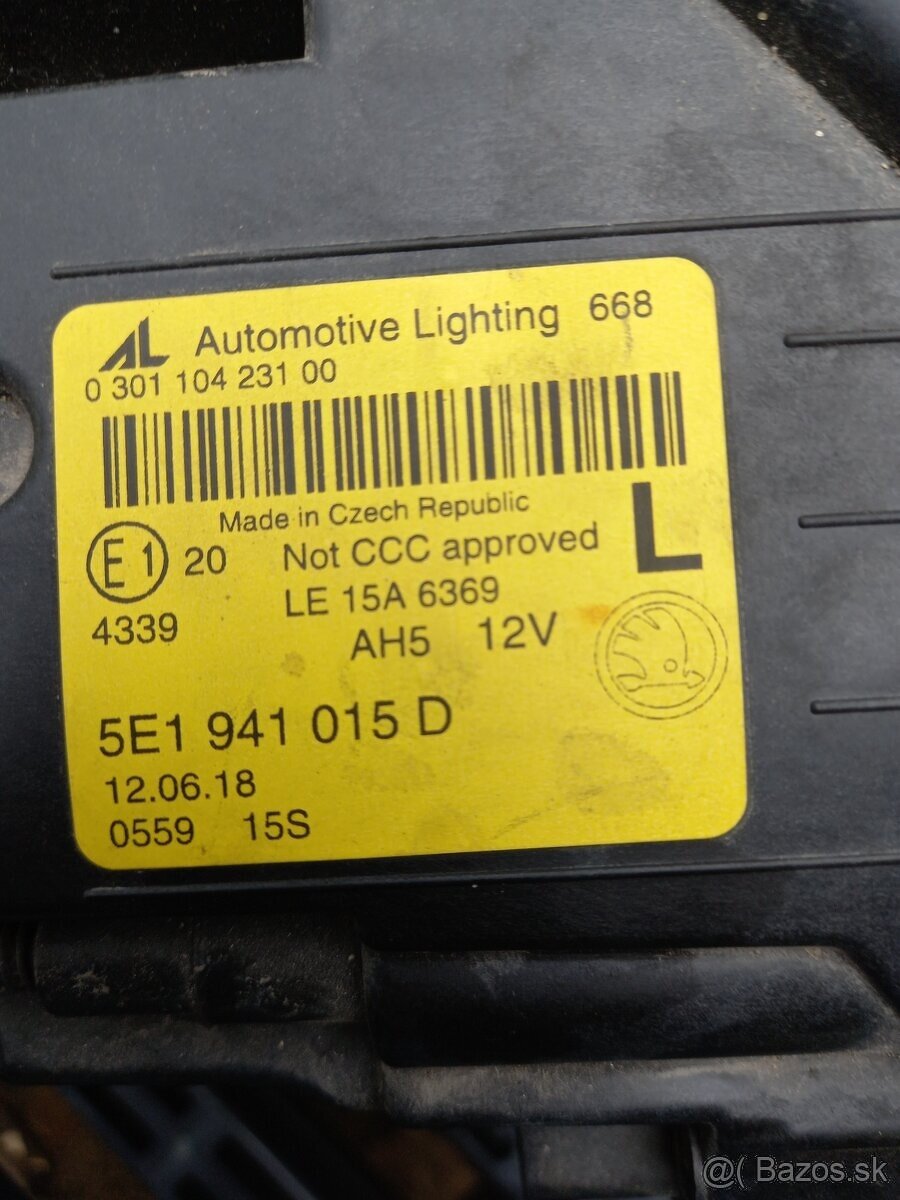 AL Automotive Lighting 668
0 301 104 231 00
Made in Czech Republic
L
E1 20 Not CCC approved
LE 15A 6369
4339
AH5 12V
5E1 941 015 D
12.06.18
0559 15S
@( Bazos.sk